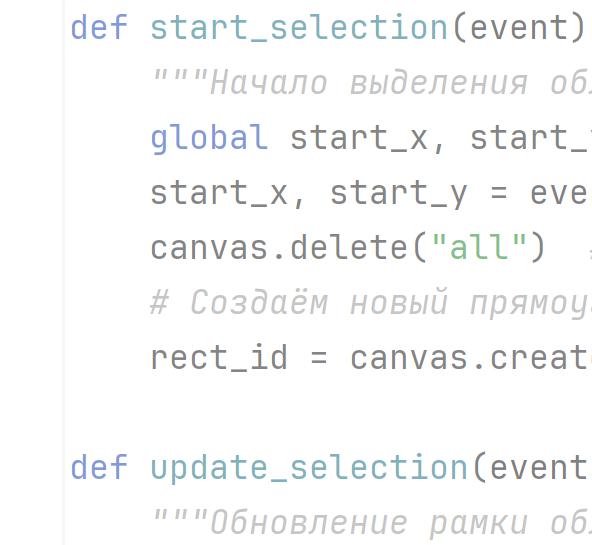 def start_selection(event)
"""Начало выделения об
global start_x, start_
start_x, start_y = eve
canvas.delete("all") #
# Создаём новый прямоу
rect_id = canvas.creat
def update_selection(event
"""Обновление рамки об